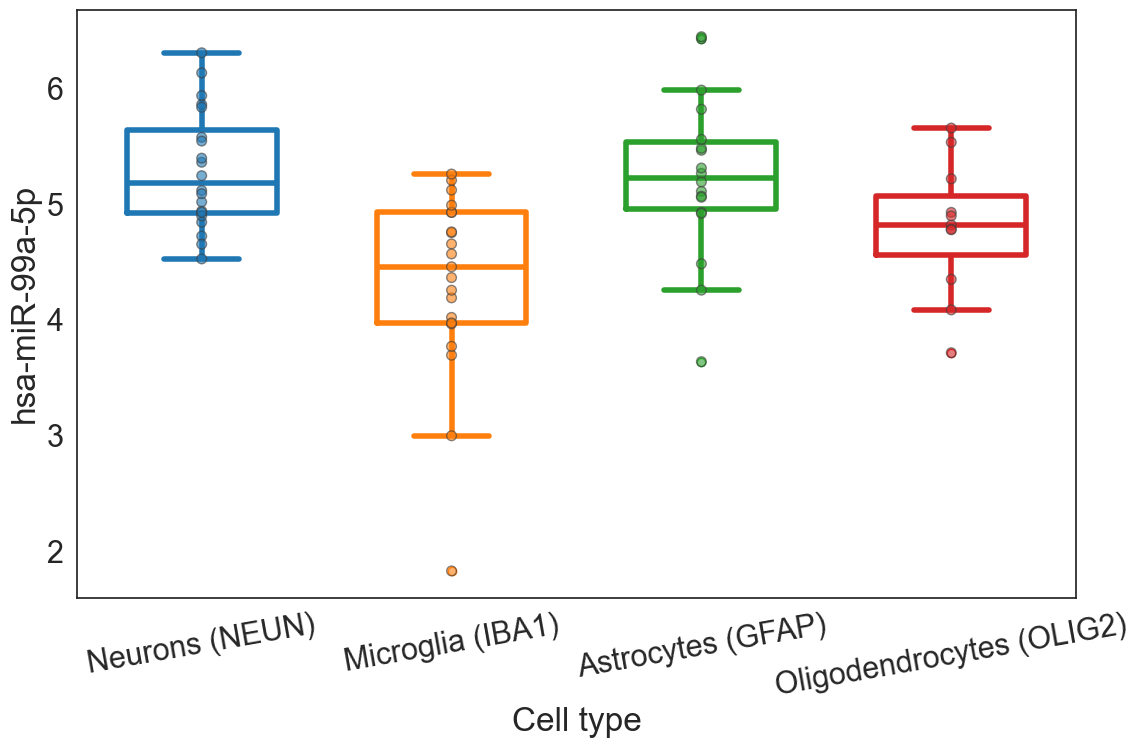 hsa-miR-99a-5p
6
5
4
3
2
Neurons (NEUN)
Microglia (IBA1)
Astrocytes (GFAP)
Oligodendrocytes (OLIG2)
Cell type